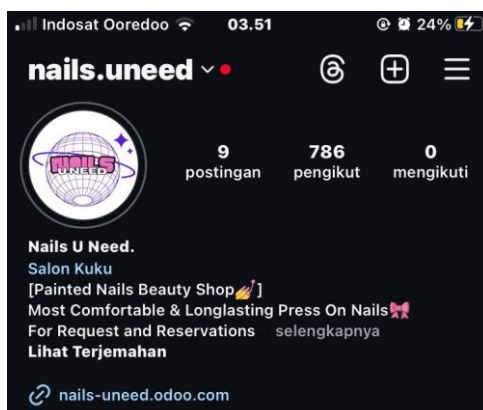 Indosat Ooredoo 03.51 24%
nails.uneed
NAILS
UNEED
9 786 0
postingan pengikut mengikuti
Nails U Need.
Salon Kuku
[Painted Nails Beauty Shop💅]
Most Comfortable & Longlasting Press On Nails🎀
For Request and Reservations selengkapnya
Lihat Terjemahan
nails-uneed.odoo.com